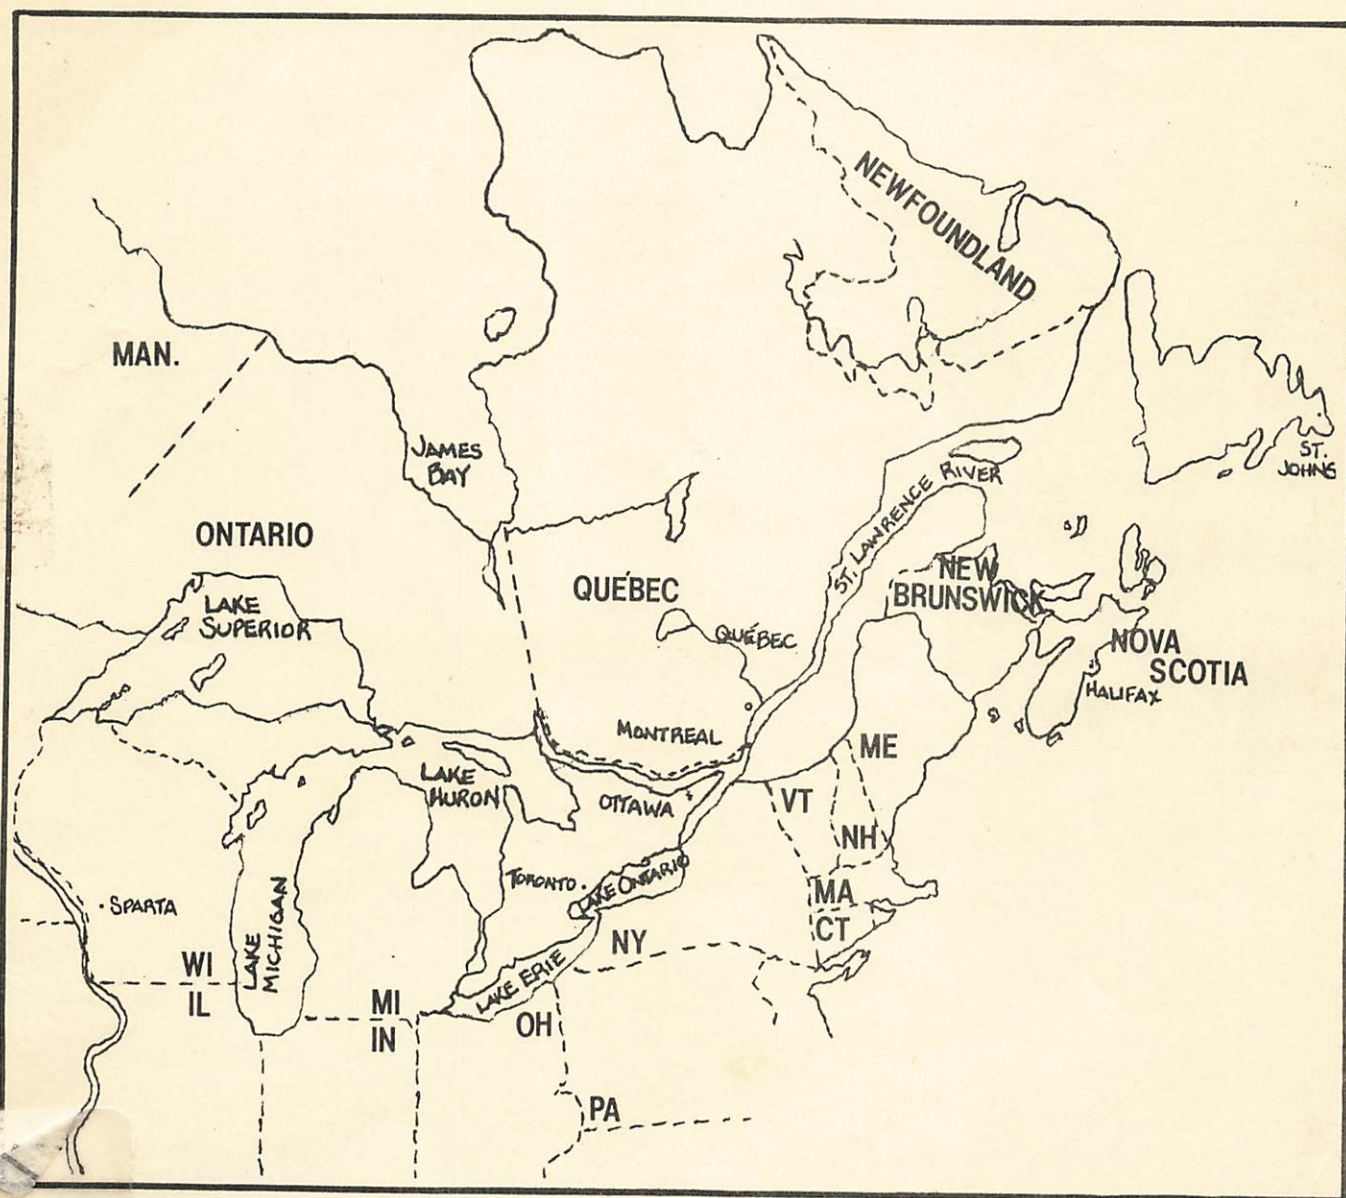 NEWFOUNDLAND
MAN.
JAMES
BAY
ST.
JOHNS
ST. LAWRENCE RIVER
ONTARIO
QUÉBEC
NEW
BRUNSWICK
LAKE
SUPERIOR
QUÉBEC
NOVA
SCOTIA
HALIFAX
MONTREAL
ME
LAKE
HURON
OTTAWA
VT
NH
TORONTO
LAKE ONTARIO
MA
SPARTA
CT
LAKE
MICHIGAN
NY
WI
IL
LAKE ERIE
MI
IN
OH
PA